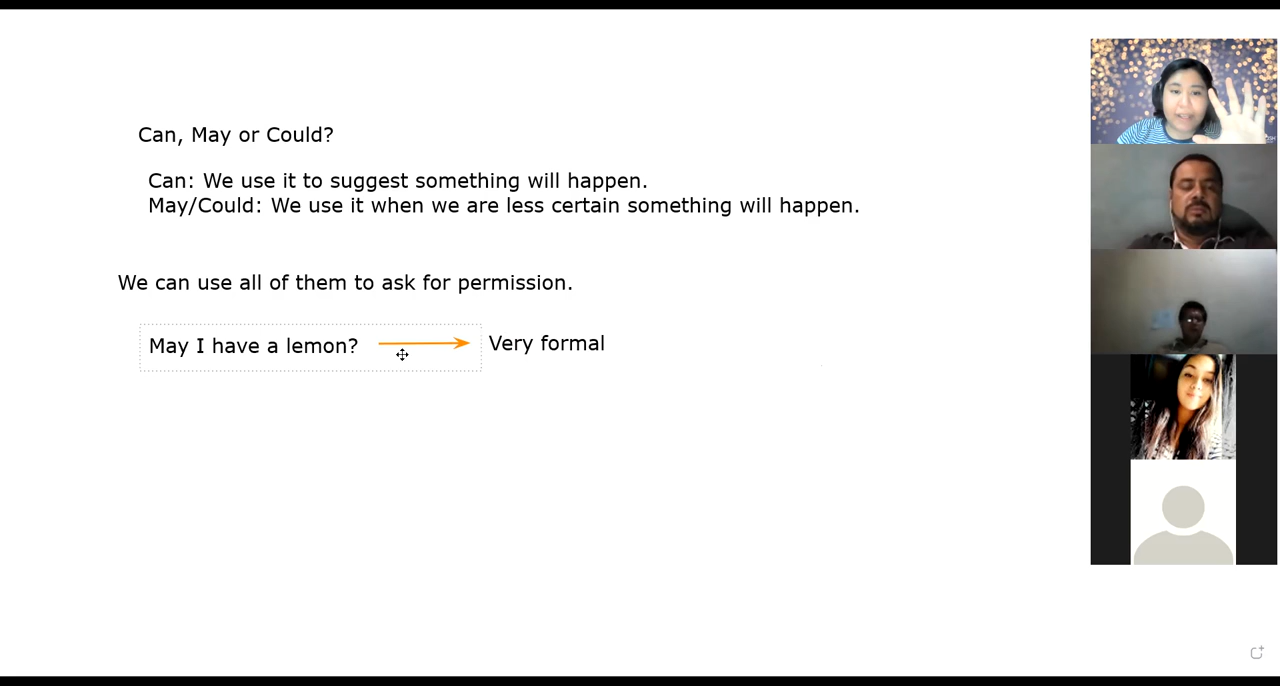 Can, May or Could?
Can: We use it to suggest something will happen.
May/Could: We use it when we are less certain something will happen.
We can use all of them to ask for permission.
May I have a lemon? Very formal